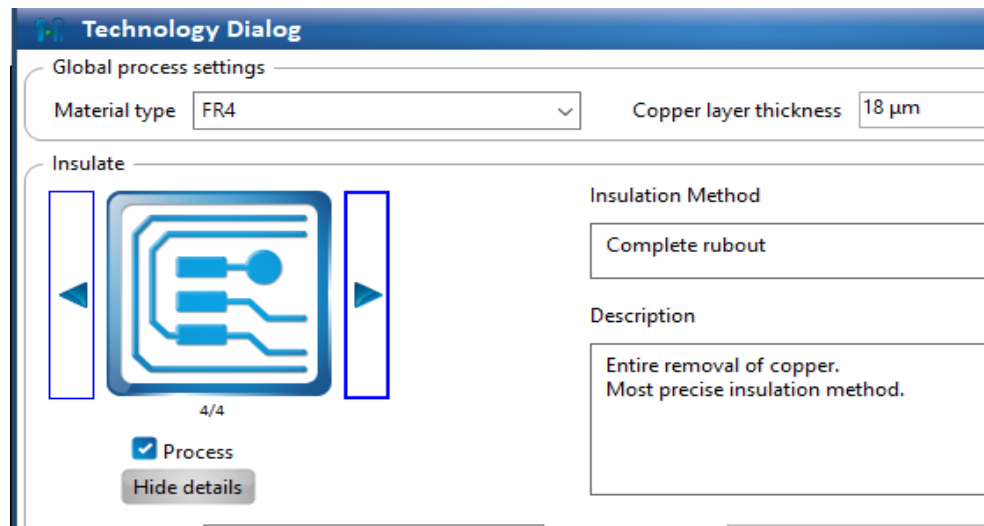 Technology Dialog
Global process settings
Material type FR4 Copper layer thickness 18 µm
Insulate
Insulation Method
Complete rubout
Description
Entire removal of copper.
Most precise insulation method.
4/4
Process
Hide details